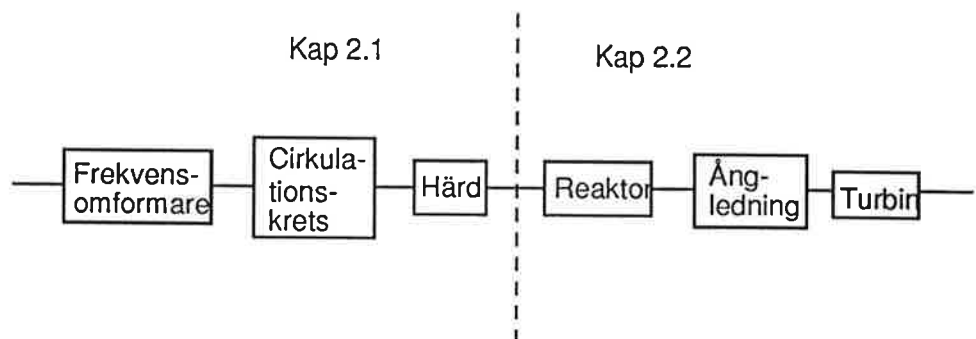 Kap 2.1
Kap 2.2
Frekvens-
omformare
Cirkula-
tions-
krets
Härd
Reaktor
Ång-
ledning
Turbin